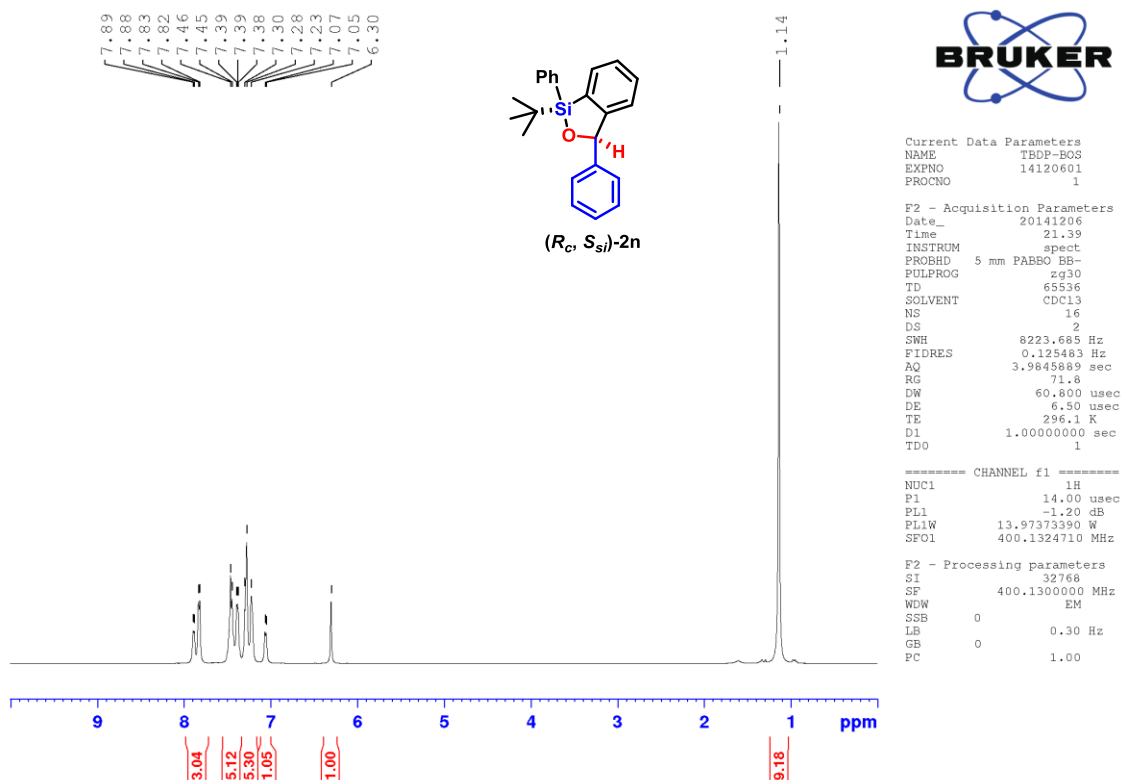 7.89
7.88
7.83
7.82
7.46
7.45
7.39
7.39
7.38
7.30
7.28
7.23
7.07
7.05
6.30
1.14
Ph
Si
O
H
(Rc, Ssi)-2n
BRUKER
Current Data Parameters
NAME TBDP-BOS
EXPNO 14120601
PROCNO 1
F2 - Acquisition Parameters
Date_ 20141206
Time 21.39
INSTRUM spect
PROBHD 5 mm PABBO BB-
PULPROG zg30
TD 65536
SOLVENT CDCl3
NS 16
DS 2
SWH 8223.685 Hz
FIDRES 0.125483 Hz
AQ 3.9845889 sec
RG 71.8
DW 60.800 usec
DE 6.50 usec
TE 296.1 K
D1 1.00000000 sec
TD0 1
======== CHANNEL f1 ========
NUC1 1H
P1 14.00 usec
PL1 -1.20 dB
PL1W 13.97373390 W
SFO1 400.1324710 MHz
F2 - Processing parameters
SI 32768
SF 400.1300000 MHz
WDW EM
SSB 0
LB 0.30 Hz
GB 0
PC 1.00
9 8 7 6 5 4 3 2 1 ppm
3.04
5.12
5.30
1.05
1.00
9.18